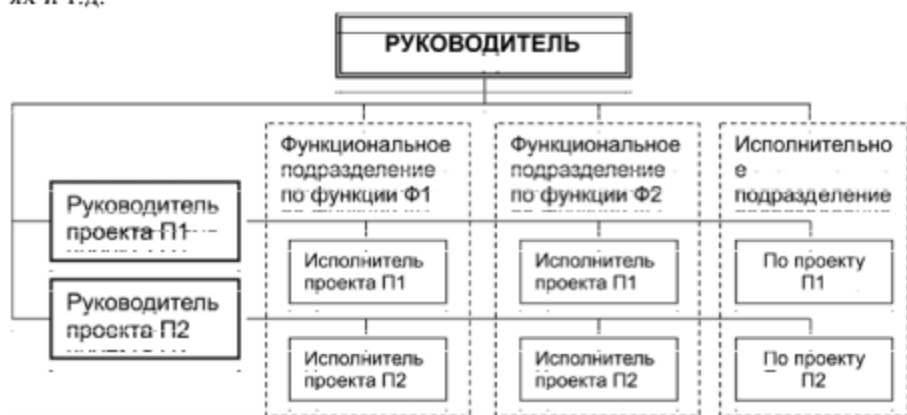 РУКОВОДИТЕЛЬ
Функциональное
подразделение
по функции Ф1
Функциональное
подразделение
по функции Ф2
Исполнительно
е
подразделение
Руководитель
проекта П1
Исполнитель
проекта П1
Исполнитель
проекта П1
По проекту
П1
Руководитель
проекта П2
Исполнитель
проекта П2
Исполнитель
проекта П2
По проекту
П2